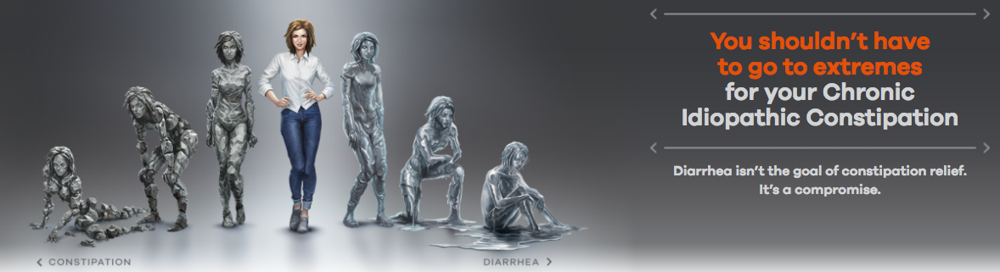 You shouldn't have
to go to extremes
for your Chronic
Idiopathic Constipation
Diarrhea isn't the goal of constipation relief.
It's a compromise.
CONSTIPATION
DIARRHEA